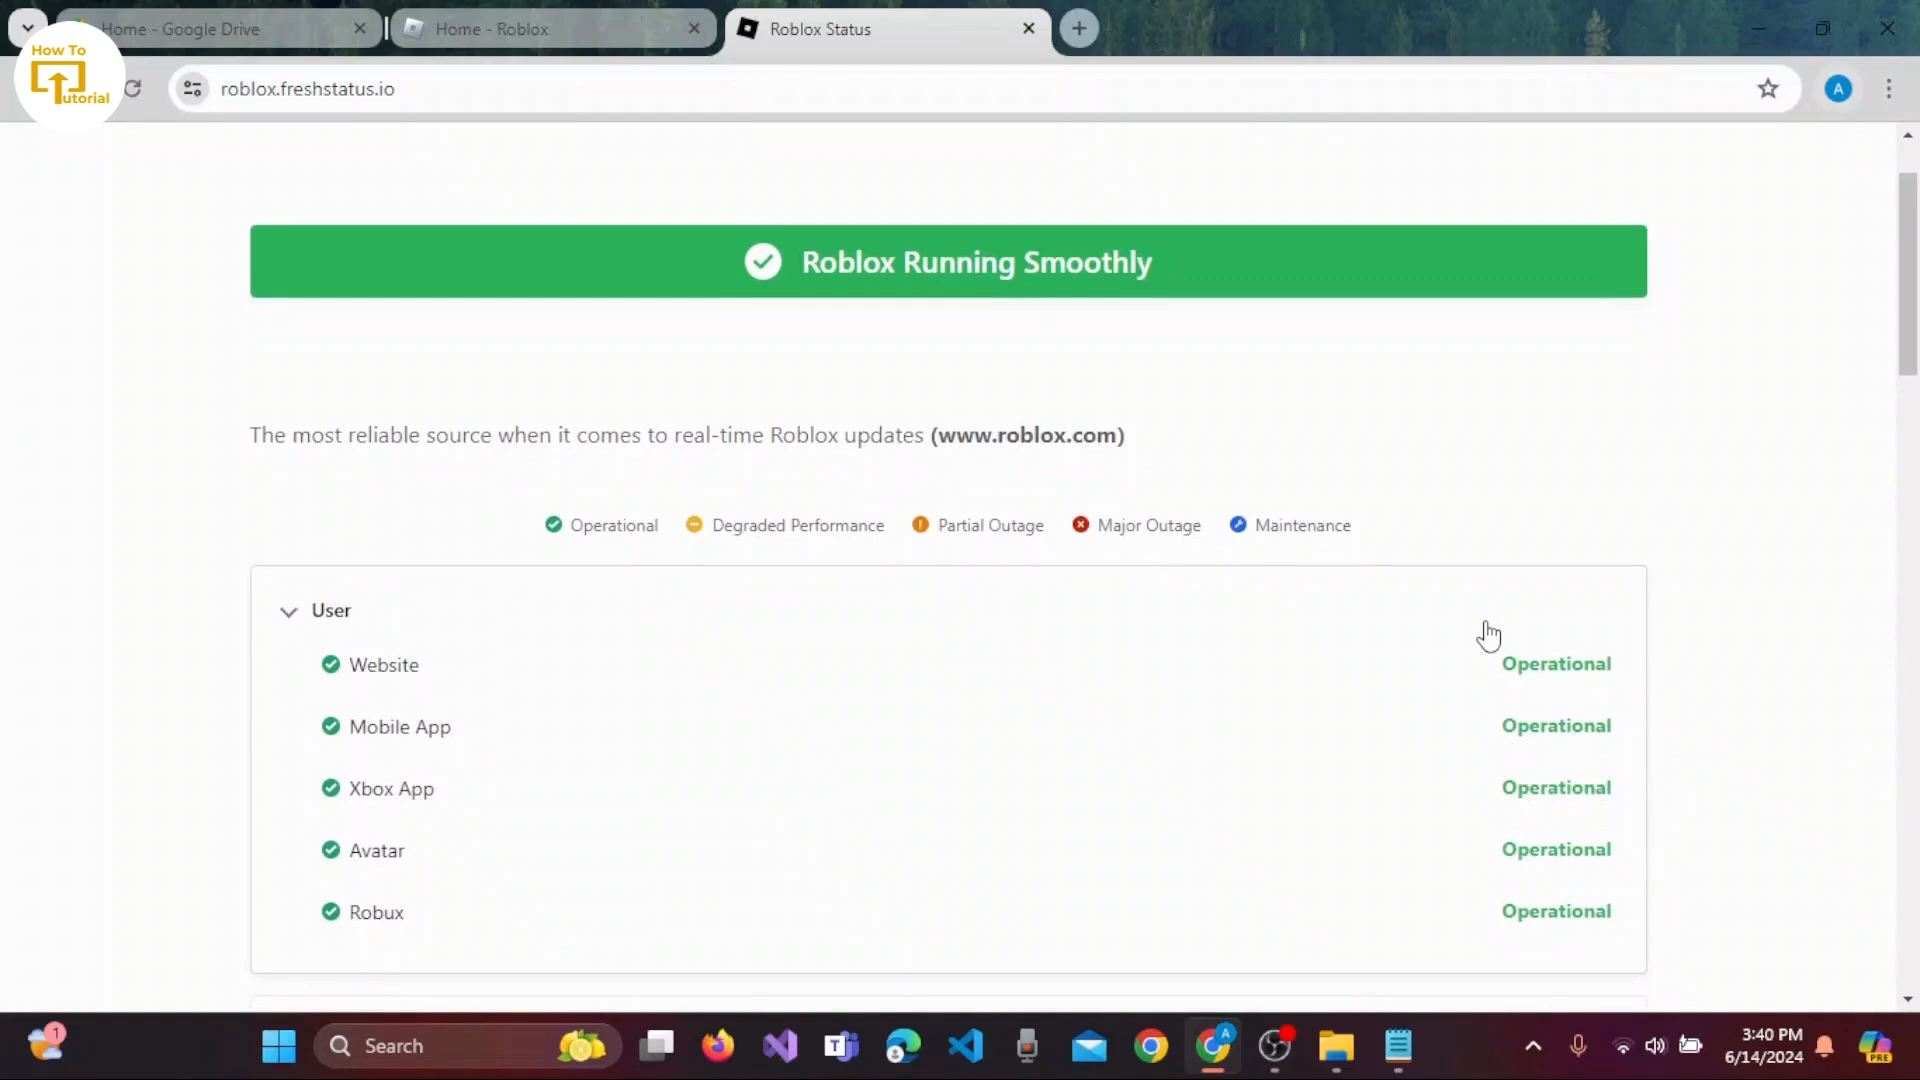 Home - Google Drive
Home - Roblox
Roblox Status
How To
utorial
roblox.freshstatus.io
A
Roblox Running Smoothly
The most reliable source when it comes to real-time Roblox updates (www.roblox.com)
Operational
Degraded Performance
Partial Outage
Major Outage
Maintenance
User
Website
Operational
Mobile App
Operational
Xbox App
Operational
Avatar
Operational
Robux
Operational
1
Search
T
A
3:40 PM
6/14/2024
PRE